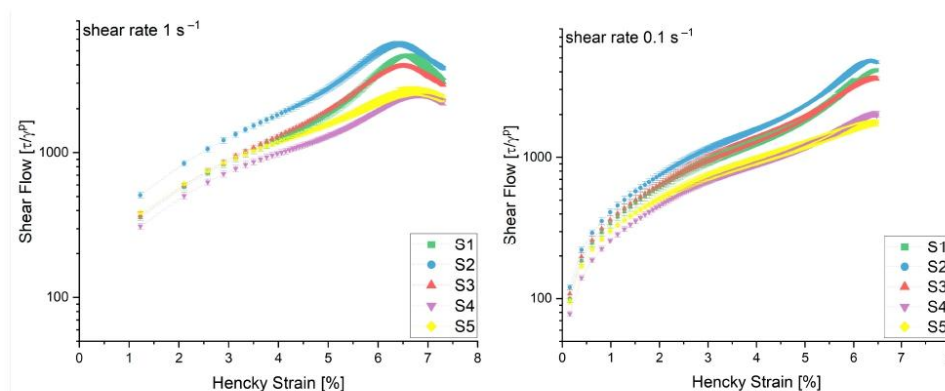 shear rate 1 s⁻¹
Shear Flow [τ/γᵖ]
1000
100
0 1 2 3 4 5 6 7 8
Hencky Strain [%]
S1
S2
S3
S4
S5
shear rate 0.1 s⁻¹
Shear Flow [τ/γᵖ]
1000
100
0 1 2 3 4 5 6 7
Hencky Strain [%]
S1
S2
S3
S4
S5